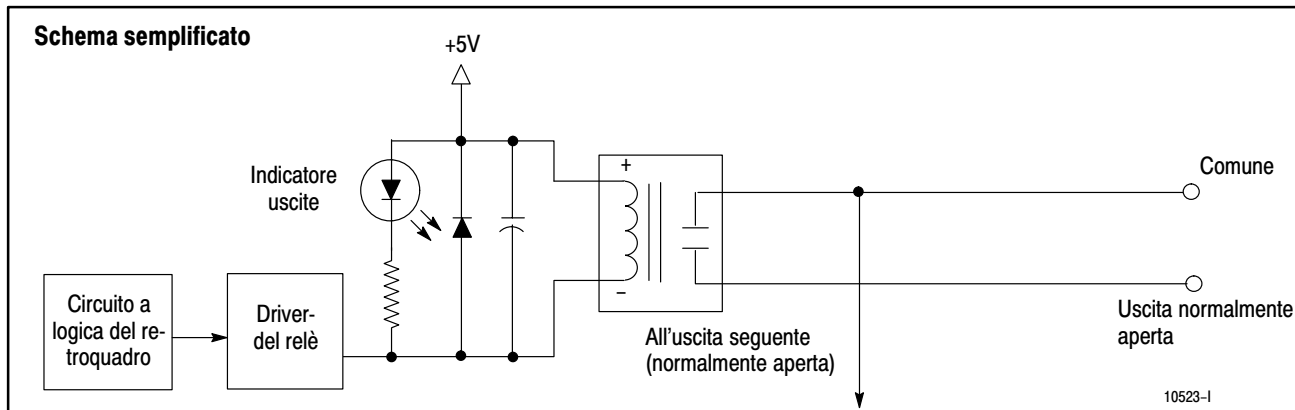 Schema semplificato
+5V
Indicatore
uscite
+
−
Comune
Circuito a
logica del re-
troquadro
Driver-
del relè
All'uscita seguente
(normalmente aperta)
Uscita normalmente
aperta
10523–I